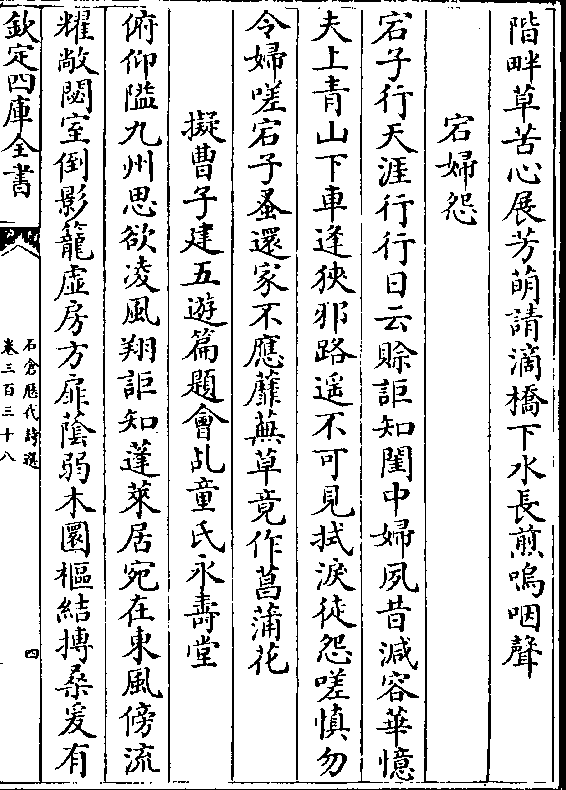 階畔草苦心展芳萌請滴橋下水長煎嗚咽聲
宕婦怨
宕子行天涯行行日云賖詎知閨中婦夙昔減容華憶
夫上青山下車逢狹邪路遥不可見拭淚徒怨嗟慎勿
令婦嗟宕子蚤還家不應蘼蕪草竟作菖蒲花
擬曹子建五遊篇題會乩童氏永壽堂
俯仰隘九州思欲凌風翔詎知蓬萊居宛在東風傍流
耀敞閟室倒影籠虛房方扉蔭弱木圜樞結摶桑爰有
欽定四庫全書
石倉歷代詩選
卷三百三十八
四